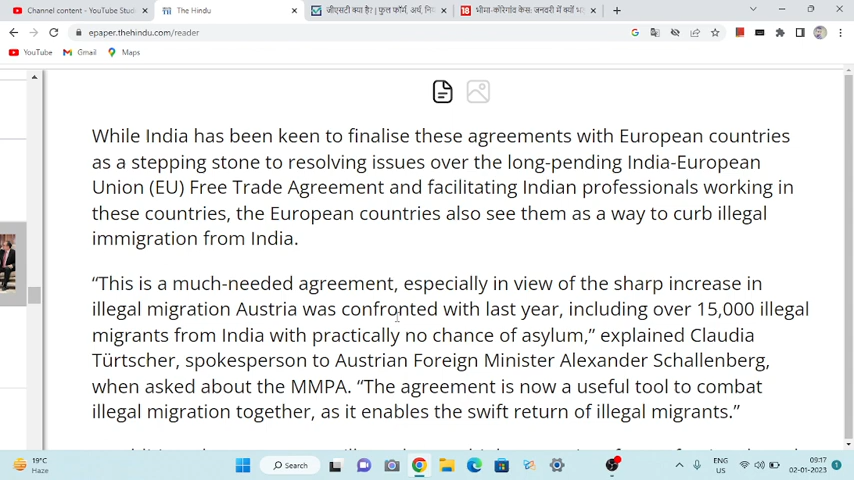 Channel content - YouTube Stud
The Hindu
जीएसटी क्या है? | फुल फॉर्म, अर्थ, निय
भीमा-कोरेगांव केस: जनवरी में क्यों भ
epaper.thehindu.com/reader
YouTube
Gmail
Maps
While India has been keen to finalise these agreements with European countries
as a stepping stone to resolving issues over the long-pending India-European
Union (EU) Free Trade Agreement and facilitating Indian professionals working in
these countries, the European countries also see them as a way to curb illegal
immigration from India.
“This is a much-needed agreement, especially in view of the sharp increase in
illegal migration Austria was confronted with last year, including over 15,000 illegal
migrants from India with practically no chance of asylum,” explained Claudia
Türtscher, spokesperson to Austrian Foreign Minister Alexander Schallenberg,
when asked about the MMPA. “The agreement is now a useful tool to combat
illegal migration together, as it enables the swift return of illegal migrants.”
19°C
Haze
Search
ENG
US
09:17
02-01-2023